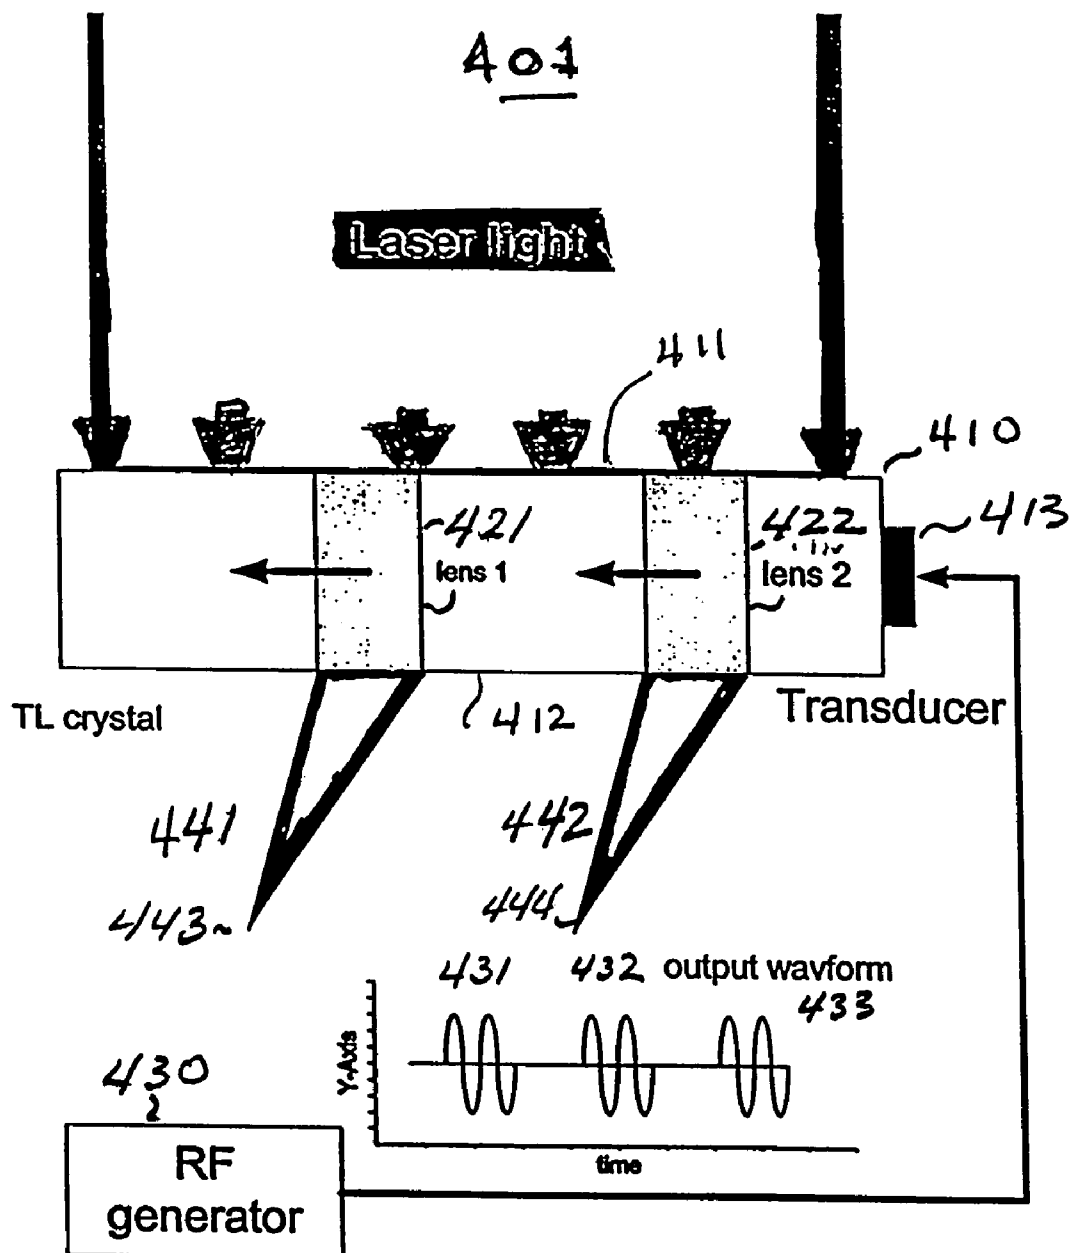 401
Laser light
411
410
413
421
422
lens 1
lens 2
TL crystal
412
Transducer
441
442
443
444
431
432
output wavform
433
Y-Axis
time
430
RF
generator